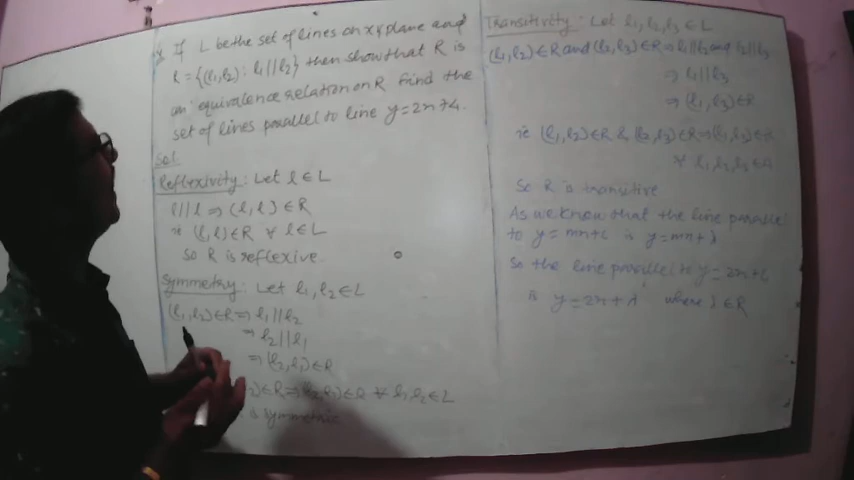 If L be the set of lines on XY plane and
R = {(l1,l2) : l1 || l2} then show that R is
an equivalence relation on R find the
set of lines parallel to line y=2x+4.
Sol
Reflexivity: Let l ∈ L
l || l ⇒ (l, l) ∈ R
ie (l, l) ∈ R ∀ l ∈ L
So R is reflexive
Symmetry: Let l1, l2 ∈ L
(l1, l2) ∈ R ⇒ l1 || l2
⇒ l2 || l1
⇒ (l2, l1) ∈ R
) ∈ R ⇒ (l2, l1) ∈ R ∀ l1, l2 ∈ L
is symmetric
Transitivity: Let l1, l2, l3 ∈ L
(l1, l2) ∈ R and (l2, l3) ∈ R ⇒ l1 || l2 and l2 || l3
⇒ l1 || l3
⇒ (l1, l3) ∈ R
ie (l1, l2) ∈ R & (l2, l3) ∈ R ⇒ (l1, l3) ∈ R
∀ l1, l2, l3 ∈ A
So R is transitive
As we know that the line parallel
to y = mx + c is y = mx + λ
So the line parallel to y = 2x + 4
is y = 2x + λ where λ ∈ R